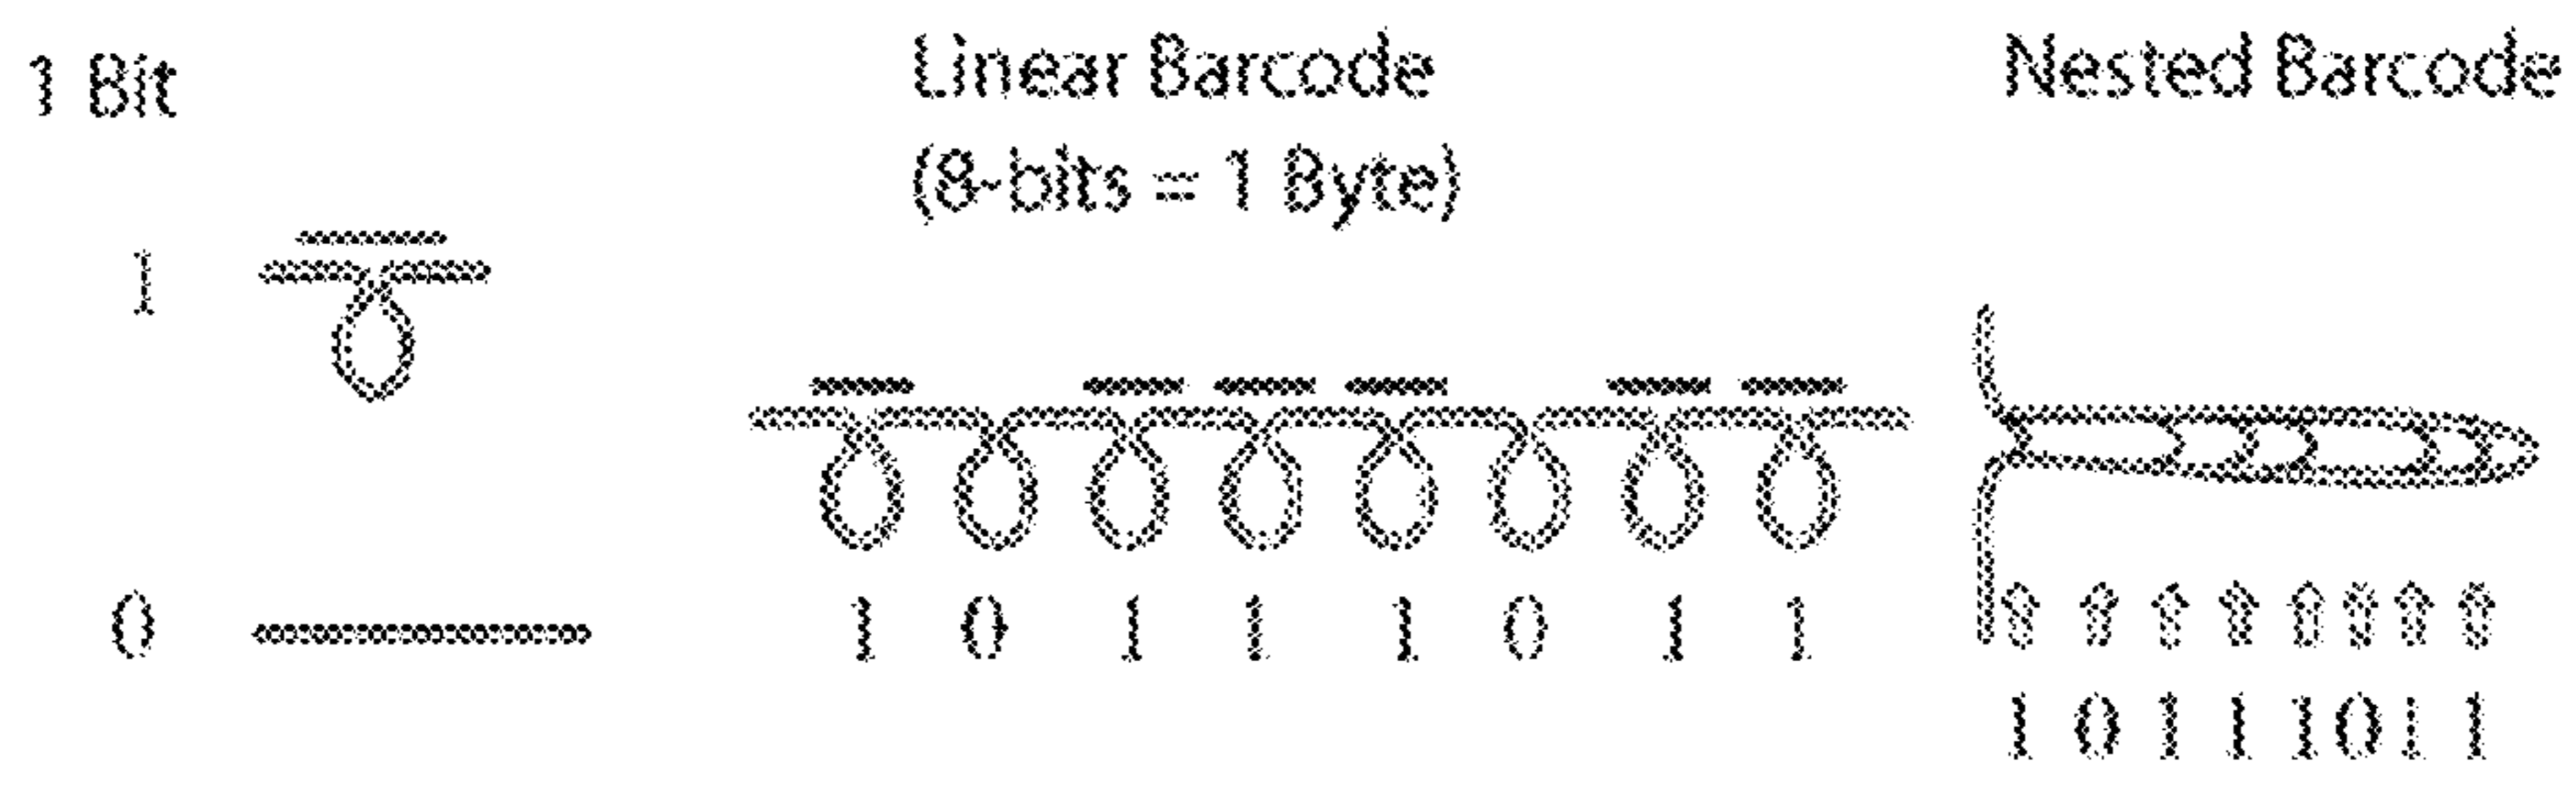 1 Bit
Linear Barcode
(8-bits = 1 Byte)
Nested Barcode
1
0
1 0 1 1 1 0 1 1
1 0 1 1 1 0 1 1